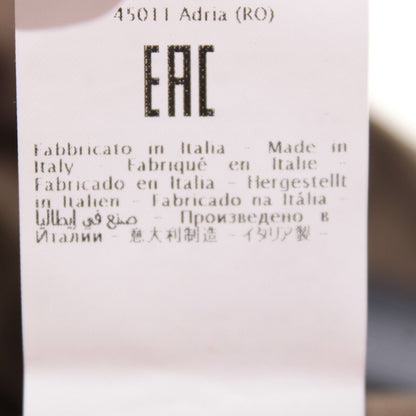 45011 Adria (RO)
EAC
Fabbricato in Italia - Made in
Italy - Fabriqué en Italie -
Fabricado en Italia - Hergestellt
in Italien - Fabricado na Itália -
صنع في إيطاليا - Произведено в
Италии - 意大利制造 - イタリア製 -